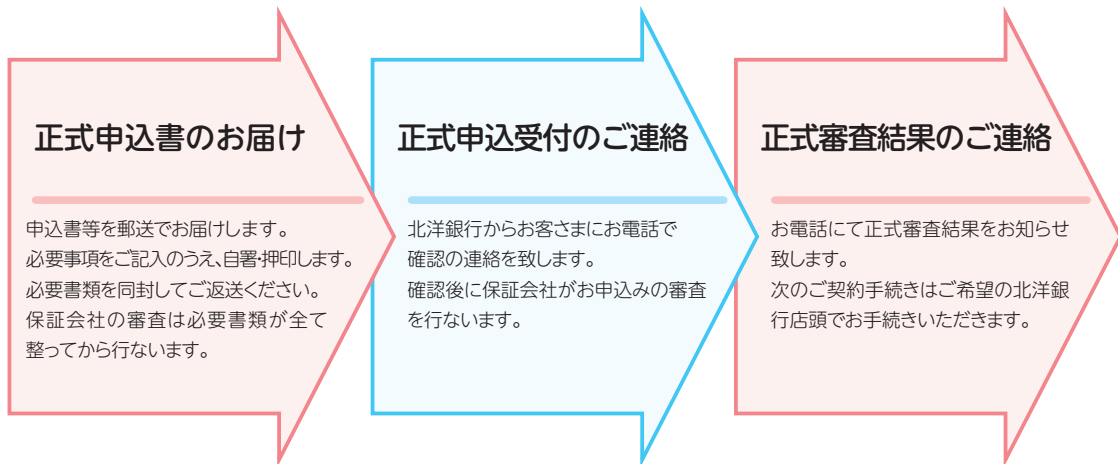 正式申込書のお届け
申込書等を郵送でお届けします。
必要事項をご記入のうえ、自署・押印します。
必要書類を同封してご返送ください。
保証会社の審査は必要書類が全て
整ってから行ないます。
正式申込受付のご連絡
北洋銀行からお客さまにお電話で
確認の連絡を致します。
確認後に保証会社がお申込みの審査
を行ないます。
正式審査結果のご連絡
お電話にて正式審査結果をお知らせ
致します。
次のご契約手続きはご希望の北洋銀
行店頭でお手続きいただきます。